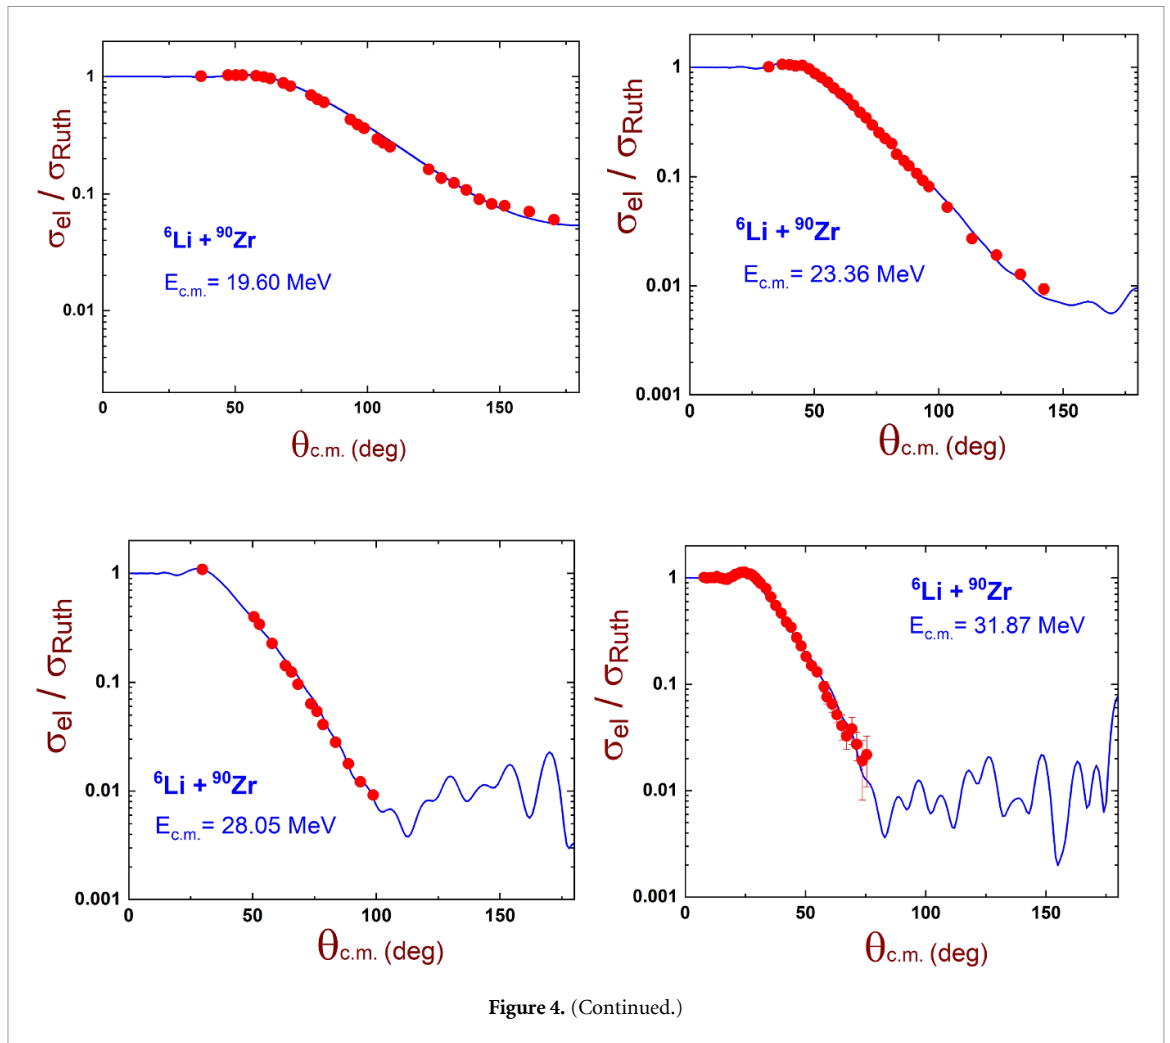 1
0.1
0.01
σel / σRuth
⁶Li + ⁹⁰Zr
Ec.m.= 19.60 MeV
0 50 100 150
θc.m. (deg)
1
0.1
0.01
0.001
σel / σRuth
⁶Li + ⁹⁰Zr
Ec.m.= 23.36 MeV
0 50 100 150
θc.m. (deg)
1
0.1
0.01
0.001
σel / σRuth
⁶Li + ⁹⁰Zr
Ec.m.= 28.05 MeV
0 50 100 150
θc.m. (deg)
1
0.1
0.01
0.001
σel / σRuth
⁶Li + ⁹⁰Zr
Ec.m.= 31.87 MeV
0 50 100 150
θc.m. (deg)
Figure 4. (Continued.)